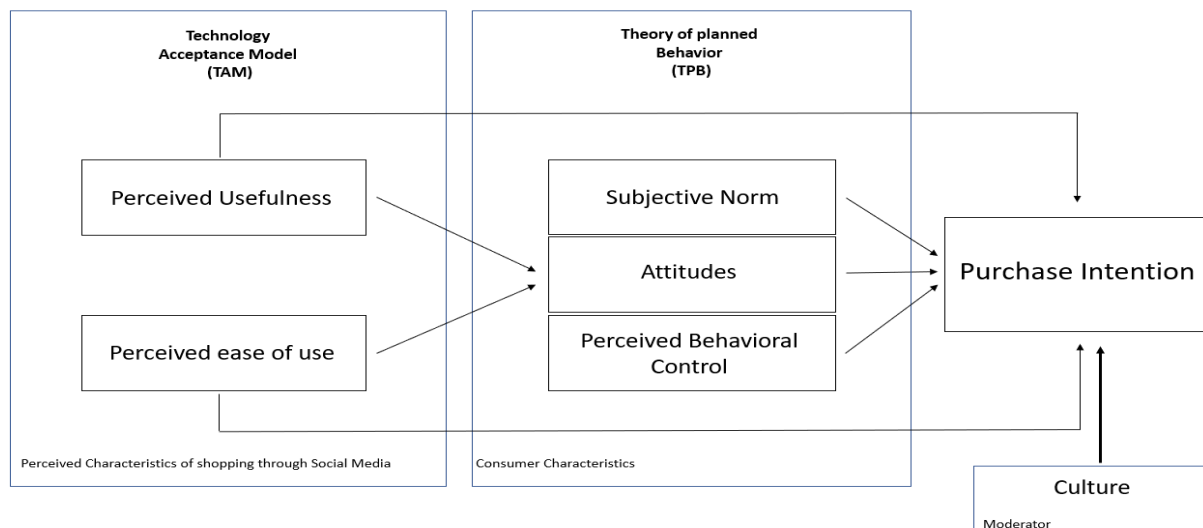 Technology
Acceptance Model
(TAM)
Perceived Usefulness
Perceived ease of use
Perceived Characteristics of shopping through Social Media
Theory of planned
Behavior
(TPB)
Subjective Norm
Attitudes
Perceived Behavioral
Control
Consumer Characteristics
Purchase Intention
Culture
Moderator